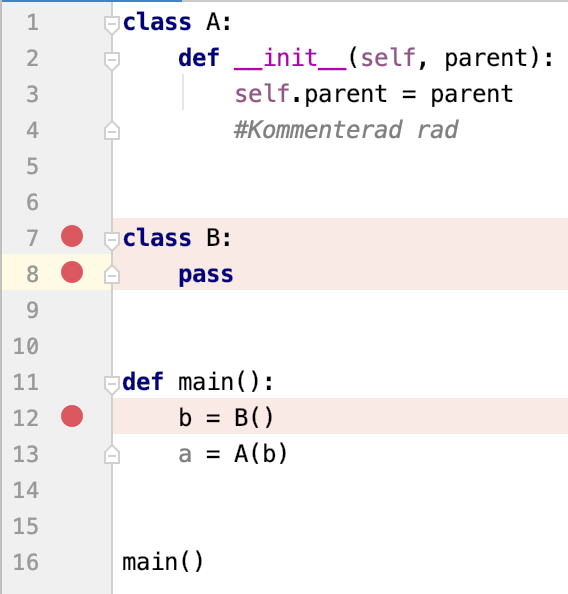 1 class A:
2     def __init__(self, parent):
3         self.parent = parent
4         #Kommenterad rad
5
6
7 class B:
8     pass
9
10
11 def main():
12     b = B()
13     a = A(b)
14
15
16 main()